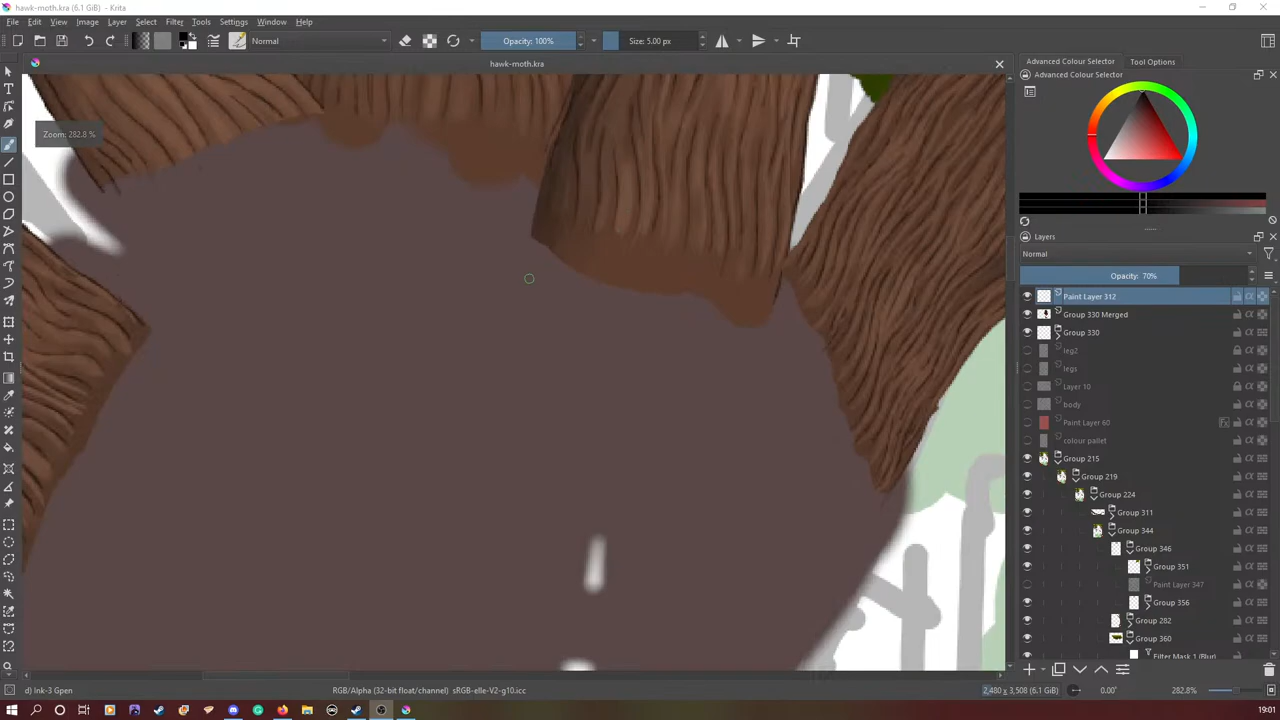 hawk-moth.kra (6.1 GiB) - Krita
File Edit View Image Layer Select Filter Tools Settings Window Help
Normal Opacity: 100% Size: 5.00 px
hawk-moth.kra
Advanced Colour Selector Tool Options
Advanced Colour Selector
Zoom: 282.8 %
Layers
Normal
Opacity: 70%
Paint Layer 312
Group 330 Merged
Group 330
leg2
legs
Layer 10
body
Paint Layer 60
colour pallet
Group 215
Group 219
Group 224
Group 311
Group 344
Group 346
Group 351
Paint Layer 347
Group 356
Group 282
Group 360
Filter Mask 1 (Blur)
d) Ink-3 Gpen RGB/Alpha (32-bit float/channel) sRGB-elle-V2-g10.icc 2,480 x 3,508 (6.1 GiB) 0.00° 282.8%
19:01